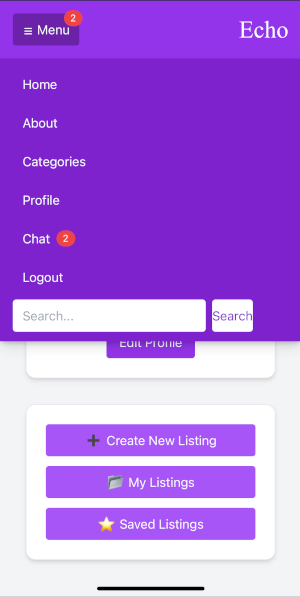 ≡ Menu 2
Echo
Home
About
Categories
Profile
Chat 2
Logout
Search... Search
Edit Profile
➕ Create New Listing
My Listings
⭐ Saved Listings